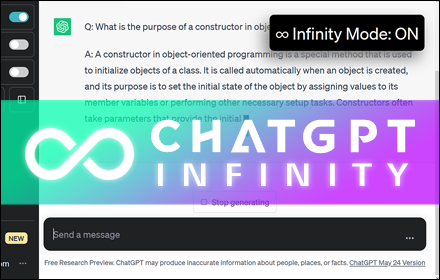 Q: What is the purpose of a constructor in obje
∞ Infinity Mode: ON
A: A constructor in object-oriented programming is a special method that is used
to initialize objects of a class. It is called automatically when an object is created,
and its purpose is to set the initial state of the object by assigning values to its
member variables or performing other necessary setup tasks. Constructors often
take parameters that provide the initial
CHATGPT
INFINITY
Stop generating
NEW
Send a message
om
Free Research Preview. ChatGPT may produce inaccurate information about people, places, or facts. ChatGPT May 24 Version